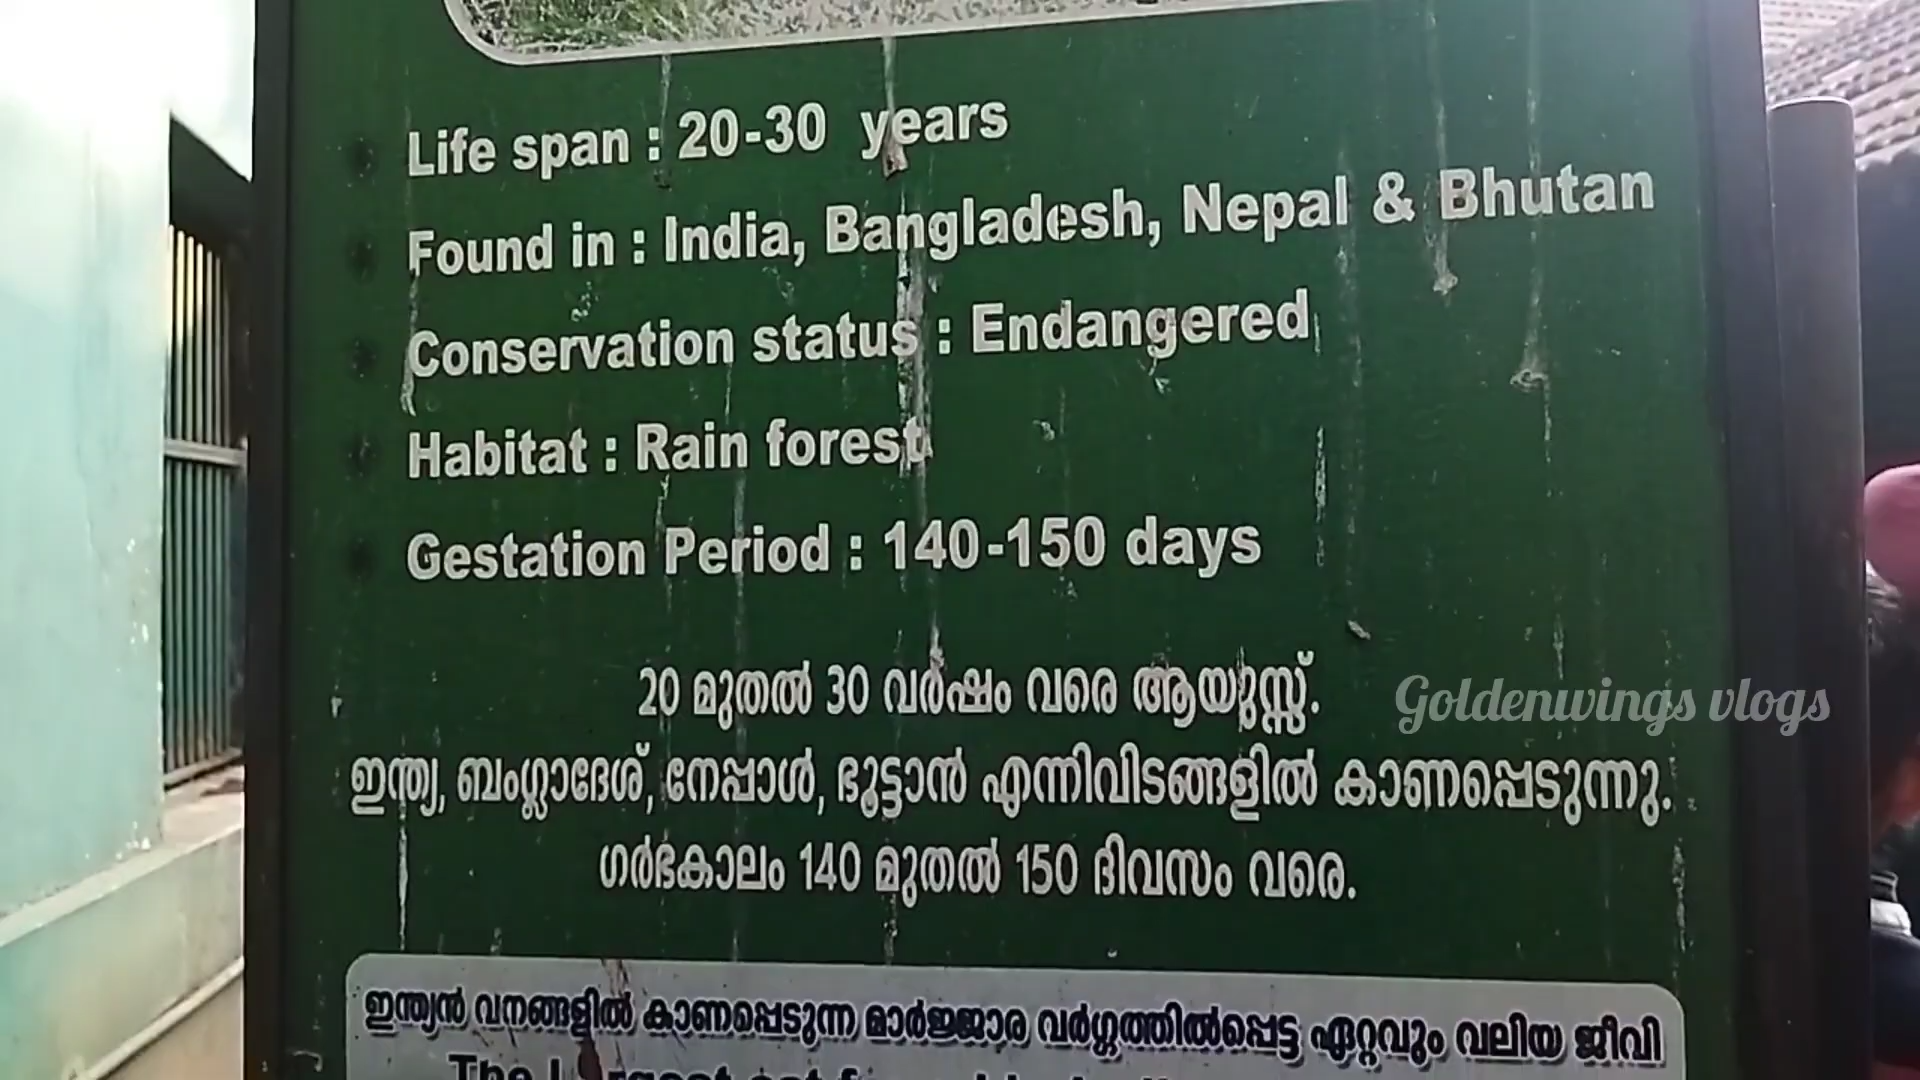 Life span : 20-30 years
Found in : India, Bangladesh, Nepal & Bhutan
Conservation status : Endangered
Habitat : Rain forest
Gestation Period : 140-150 days
20 മുതൽ 30 വർഷം വരെ ആയുസ്സ്.
Goldenwings vlogs
ഇന്ത്യ, ബംഗ്ലാദേശ്, നേപ്പാൾ, ഭൂട്ടാൻ എന്നിവിടങ്ങളിൽ കാണപ്പെടുന്നു.
ഗർഭകാലം 140 മുതൽ 150 ദിവസം വരെ.
ഇന്ത്യൻ വനങ്ങളിൽ കാണപ്പെടുന്ന മാർജ്ജാര വർഗ്ഗത്തിൽപ്പെട്ട ഏറ്റവും വലിയ ജീവി
The